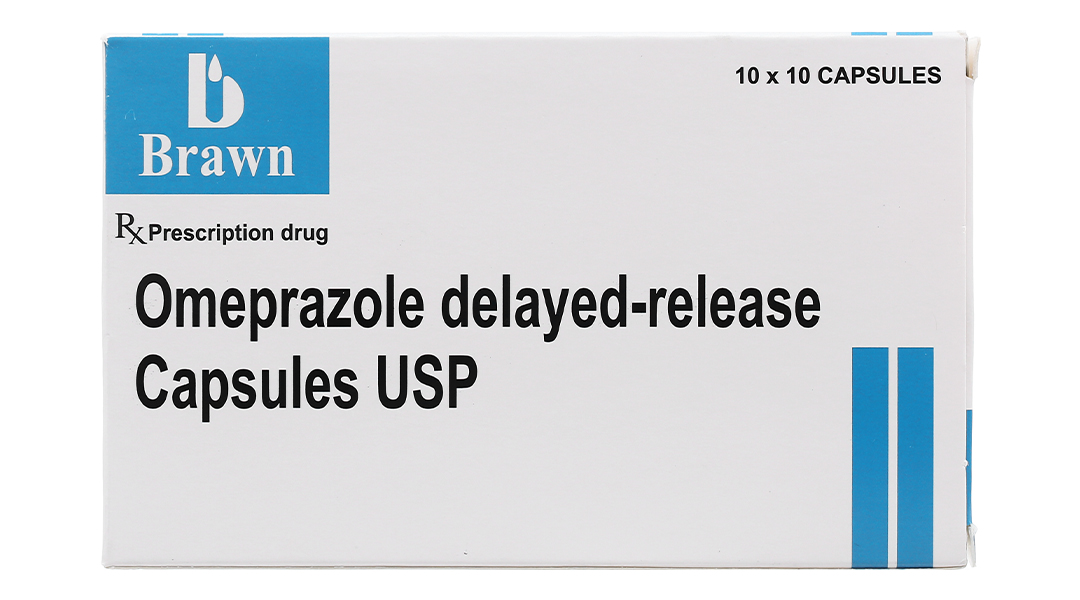 Brawn
10 x 10 CAPSULES
Rx Prescription drug
Omeprazole delayed-release
Capsules USP